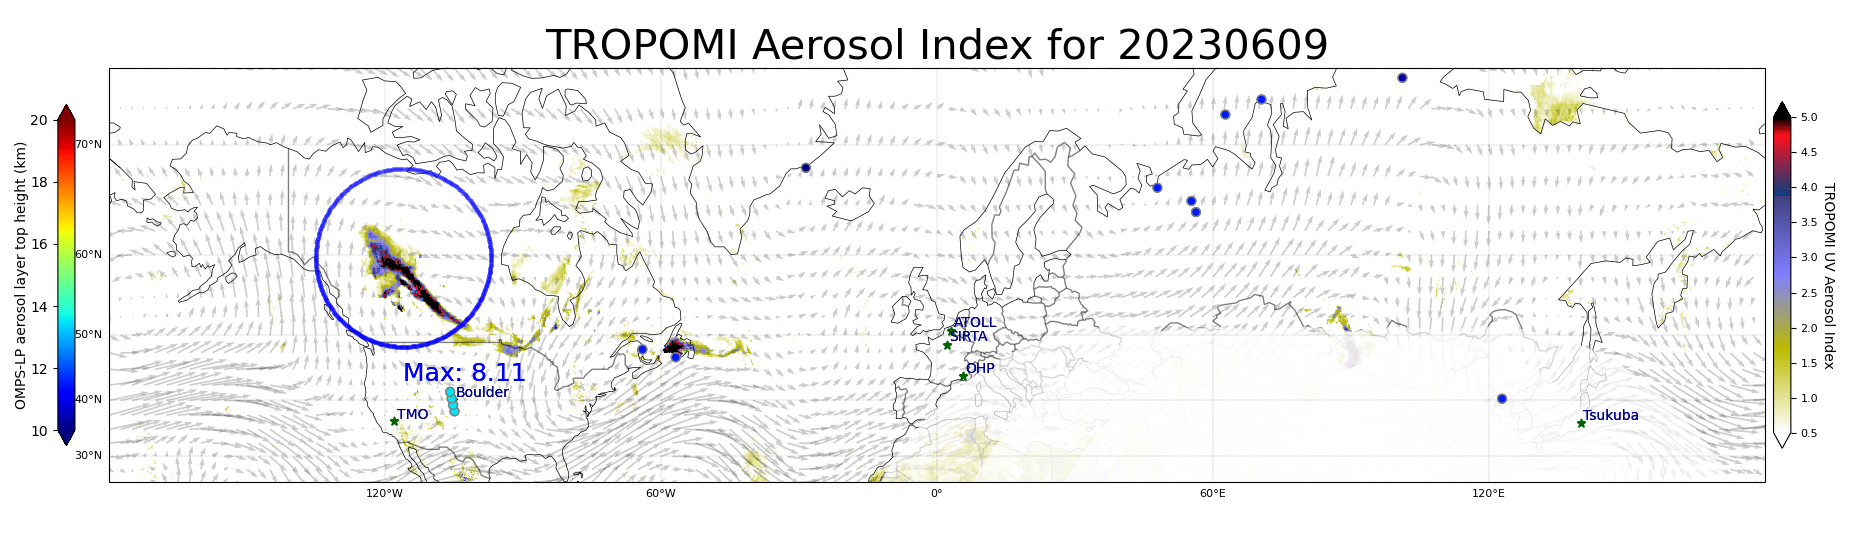 TROPOMI Aerosol Index for 20230609
OMPS-LP aerosol layer top height (km)
20
18
16
14
12
10
70°N
60°N
50°N
40°N
30°N
120°W
60°W
0°
60°E
120°E
Max: 8.11
Boulder
TMO
ATOLL
SIRTA
OHP
Tsukuba
5.0
4.5
4.0
3.5
3.0
2.5
2.0
1.5
1.0
0.5
TROPOMI UV Aerosol Index